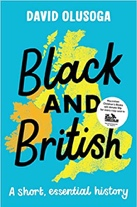 DAVID OLUSOGA
Black
AND
British
A short, essential history